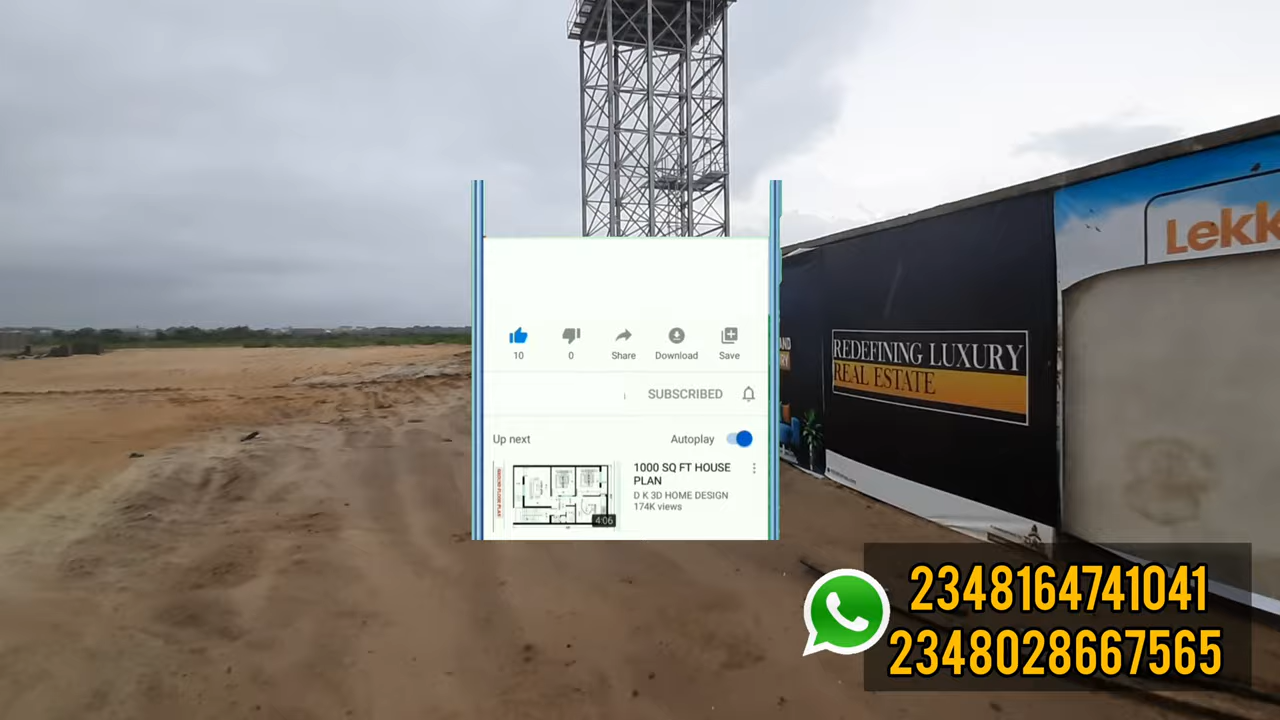 Lekk
AND
REDEFINING LUXURY
REAL ESTATE
10
0
Share
Download
Save
SUBSCRIBED
Up next
Autoplay
1000 SQ FT HOUSE
PLAN
D K 3D HOME DESIGN
174K views
4:06
2348164741041
2348028667565